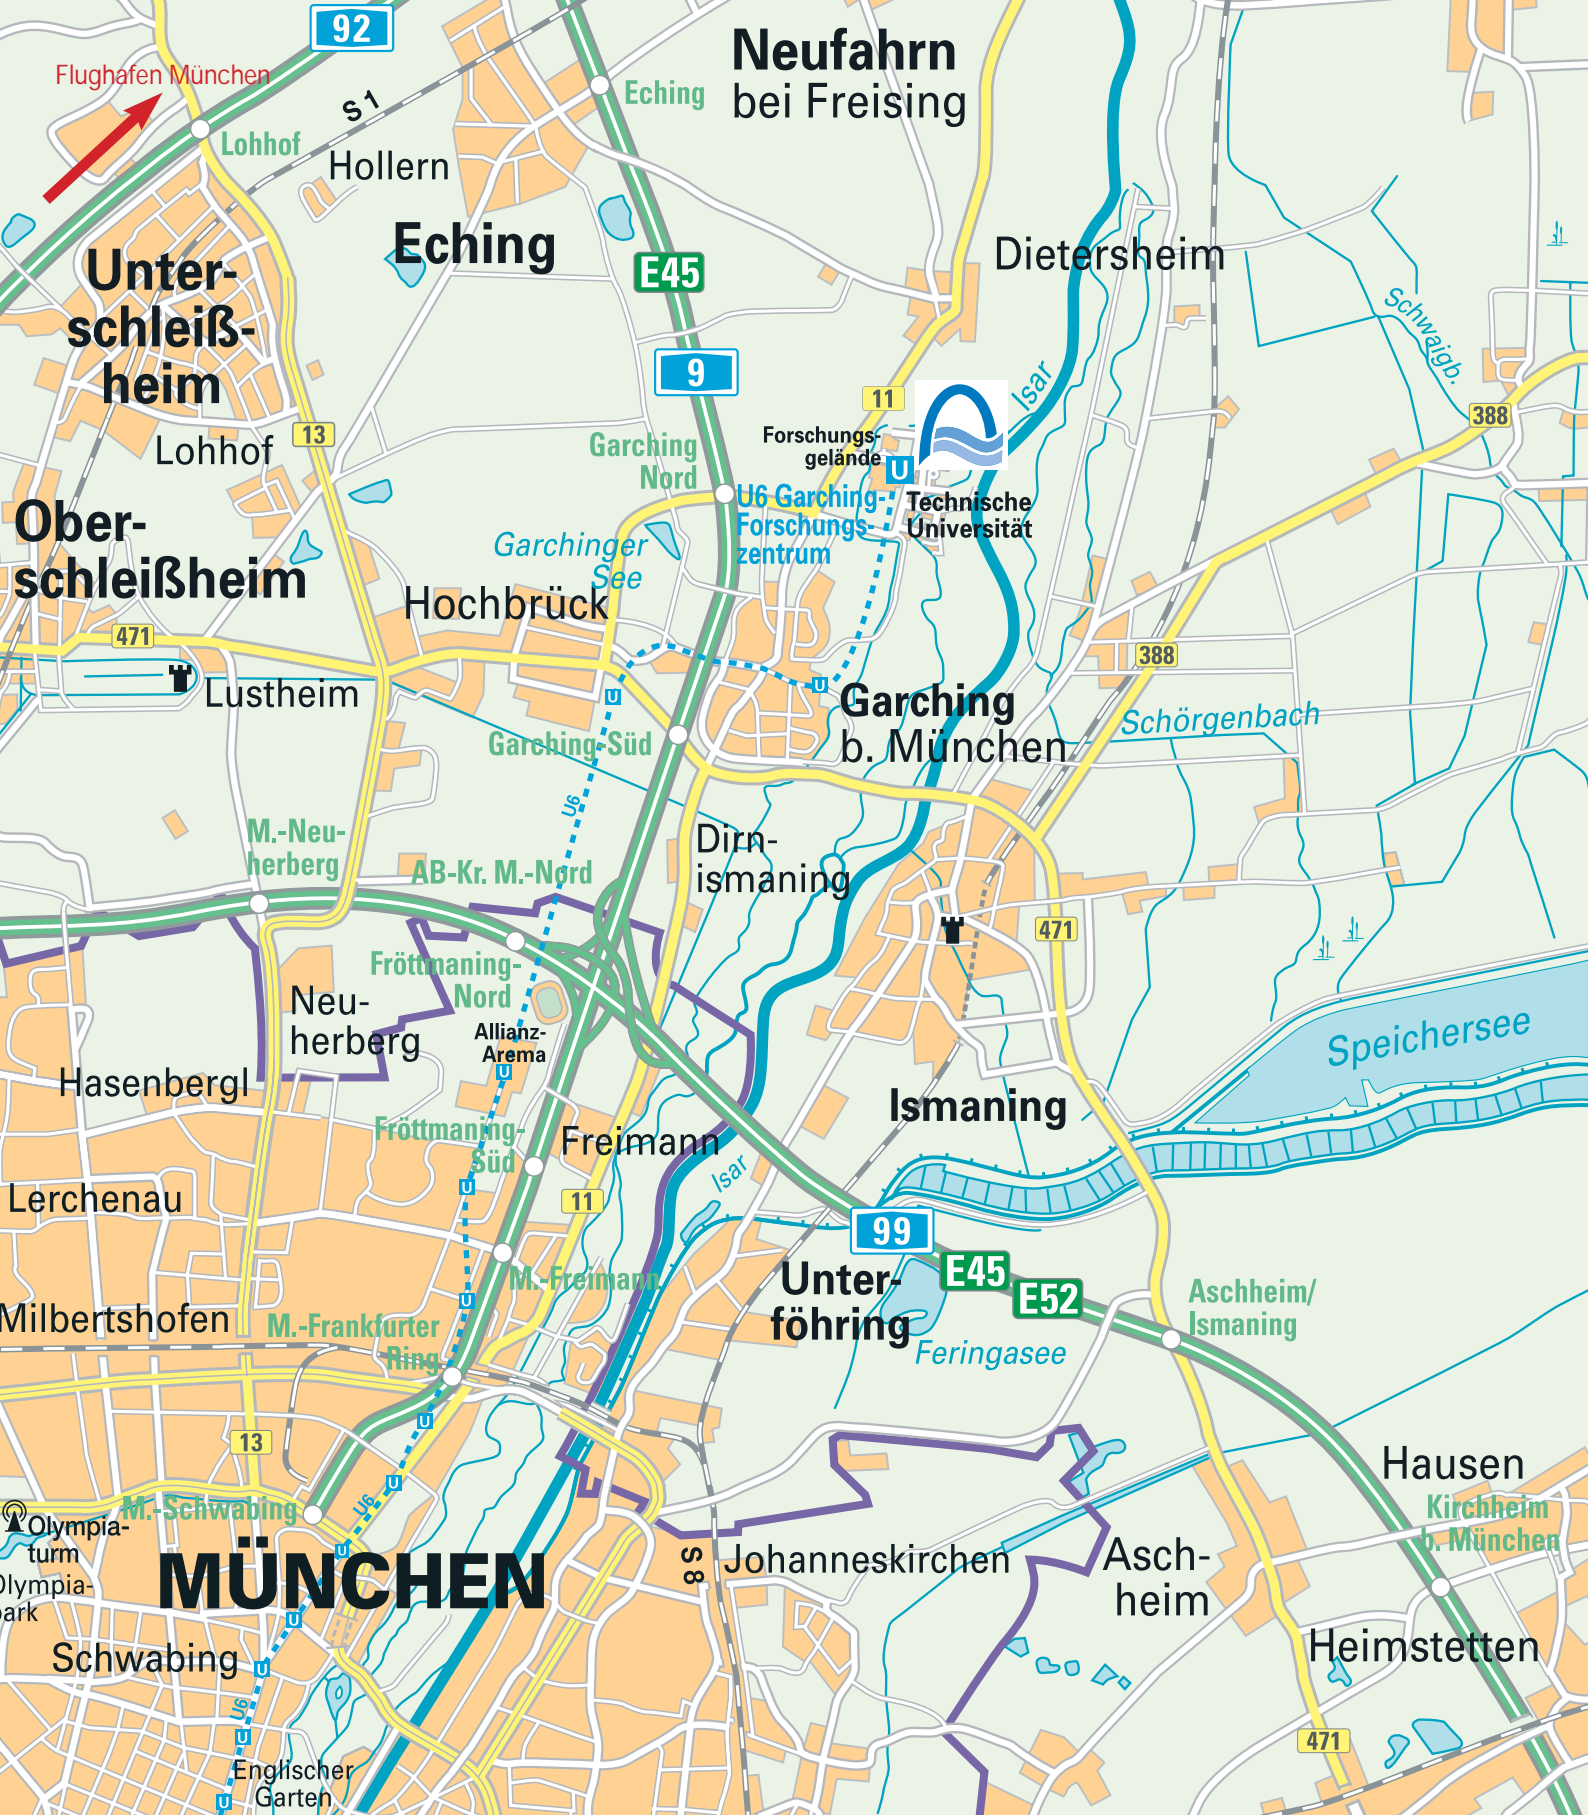 92
Neufahrn
bei Freising
Flughafen München
Eching
S 1
Lohhof
Hollern
Eching
Dietersheim
E45
Unter-
schleiß-
heim
Schwaigb.
9
Isar
11
388
13
Lohhof
Garching
Nord
Forschungs-
gelände
U
U6 Garching-
Forschungs-
zentrum
Technische
Universität
Ober-
schleißheim
Garchinger
See
Hochbrück
471
388
Lustheim
U
U
Garching
b. München
Schörgenbach
Garching-Süd
U6
M.-Neu-
herberg
AB-Kr. M.-Nord
Dirn-
ismaning
471
Fröttmaning-
Nord
Neu-
herberg
Allianz-
Arema
U
Speichersee
Hasenbergl
Ismaning
Fröttmaning-
Süd
Freimann
U
Isar
Lerchenau
11
99
E45
E52
Unter-
föhring
M.-Freimann
U
Aschheim/
Ismaning
Milbertshofen
M.-Frankfurter
Ring
Feringasee
U
13
Hausen
U
Kirchheim
b. München
M.-Schwabing
U6
Olympia-
turm
U
Olympia-
park
MÜNCHEN
S 8
Johanneskirchen
Asch-
heim
U
Schwabing
U
Heimstetten
U6
U
471
Englischer
Garten
U